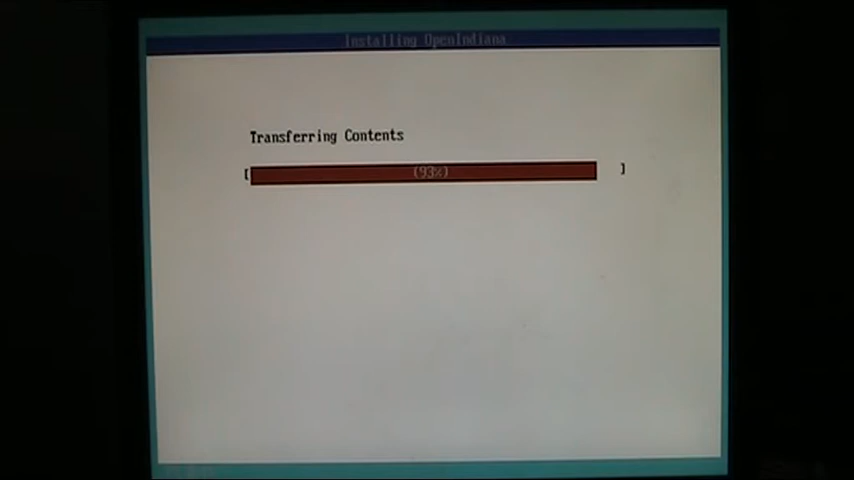 Installing OpenIndiana
Transferring Contents
[ (93%) ]